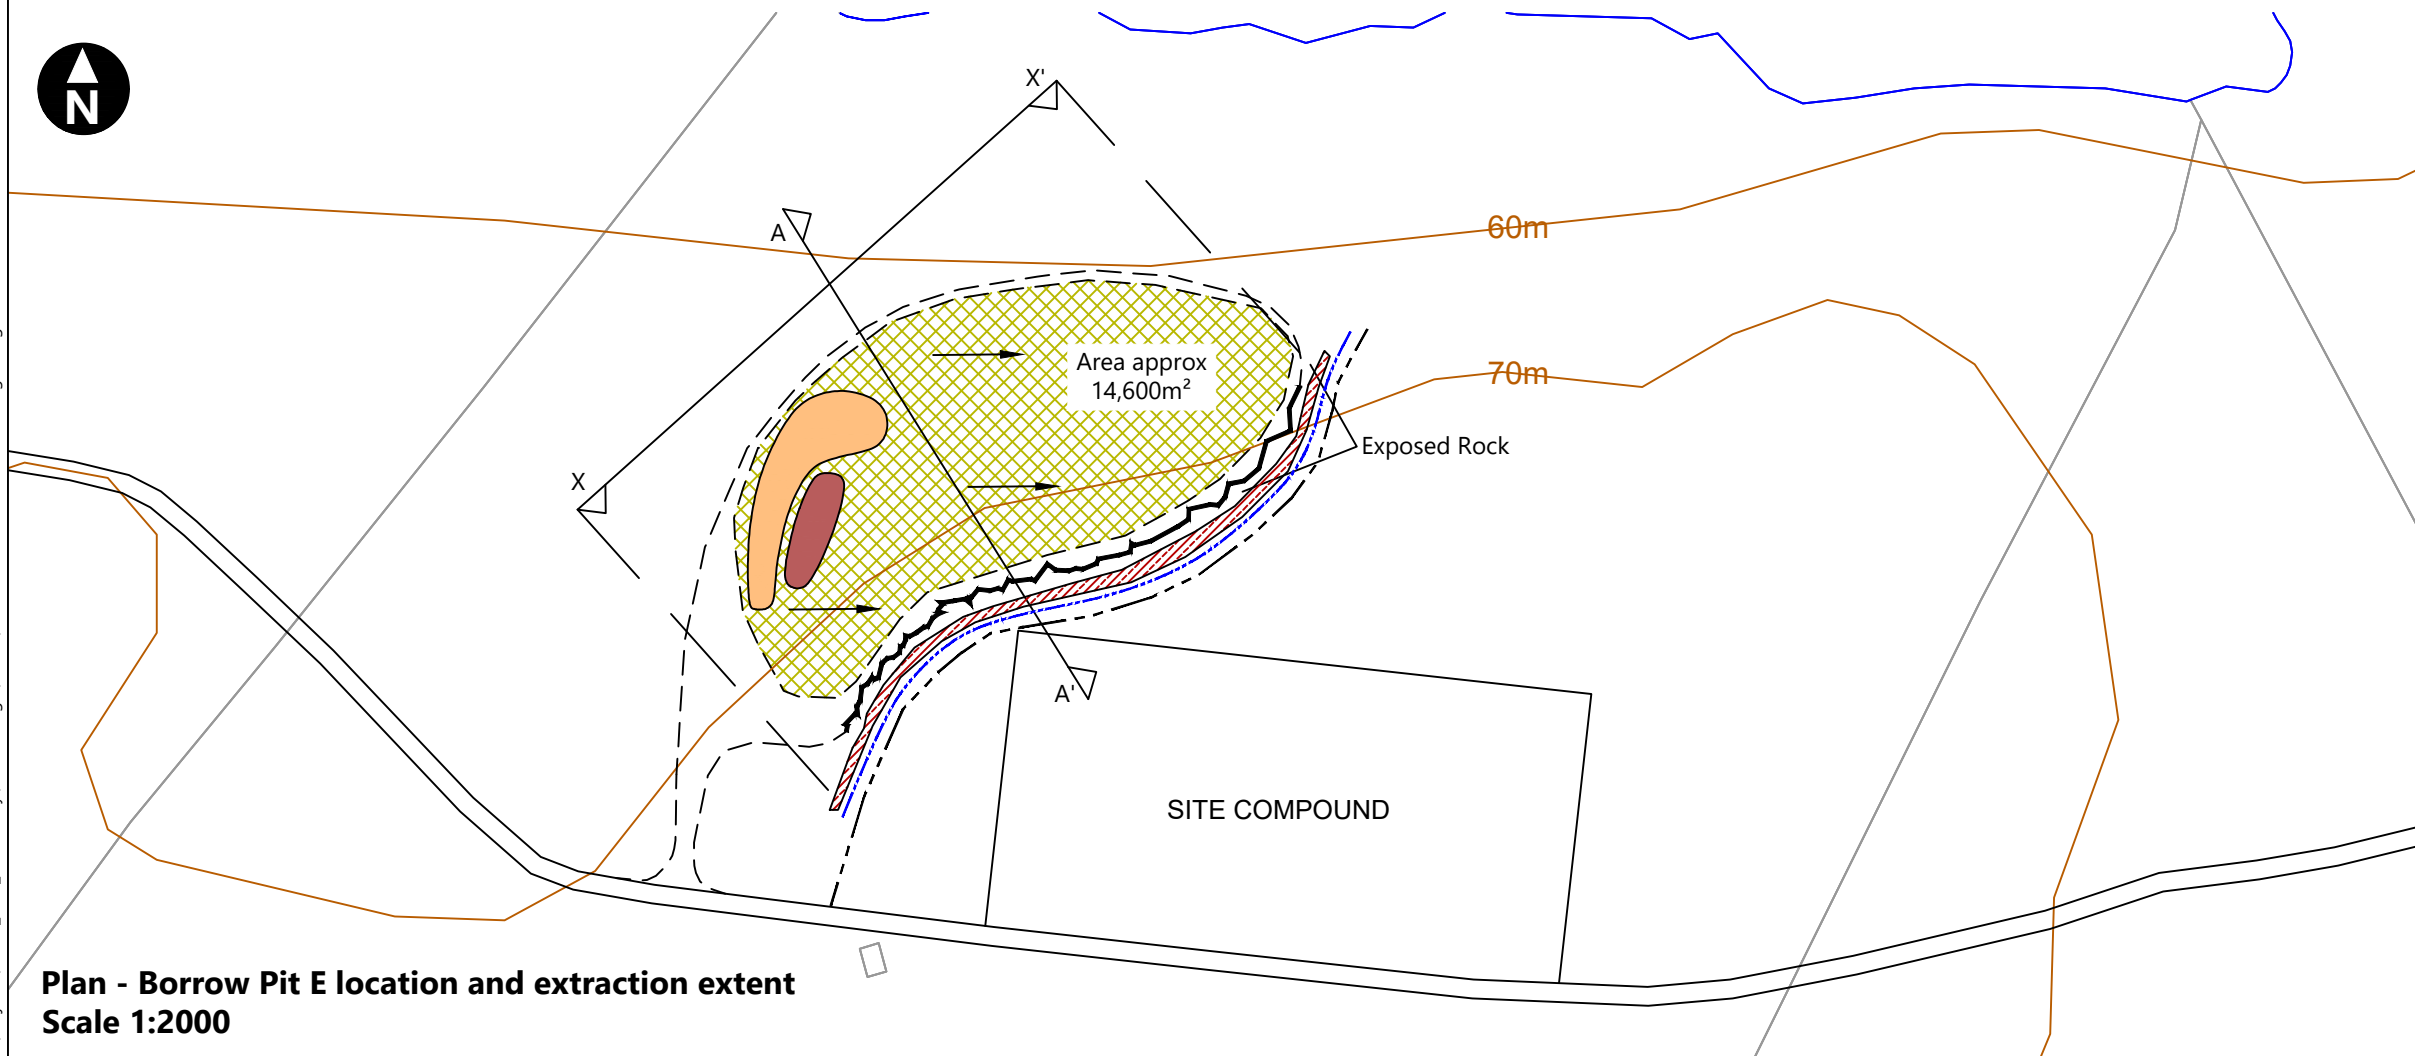 N
X'
A
60m
Area approx
14,600m²
70m
Exposed Rock
X
A'
SITE COMPOUND
Plan - Borrow Pit E location and extraction extent
Scale 1:2000